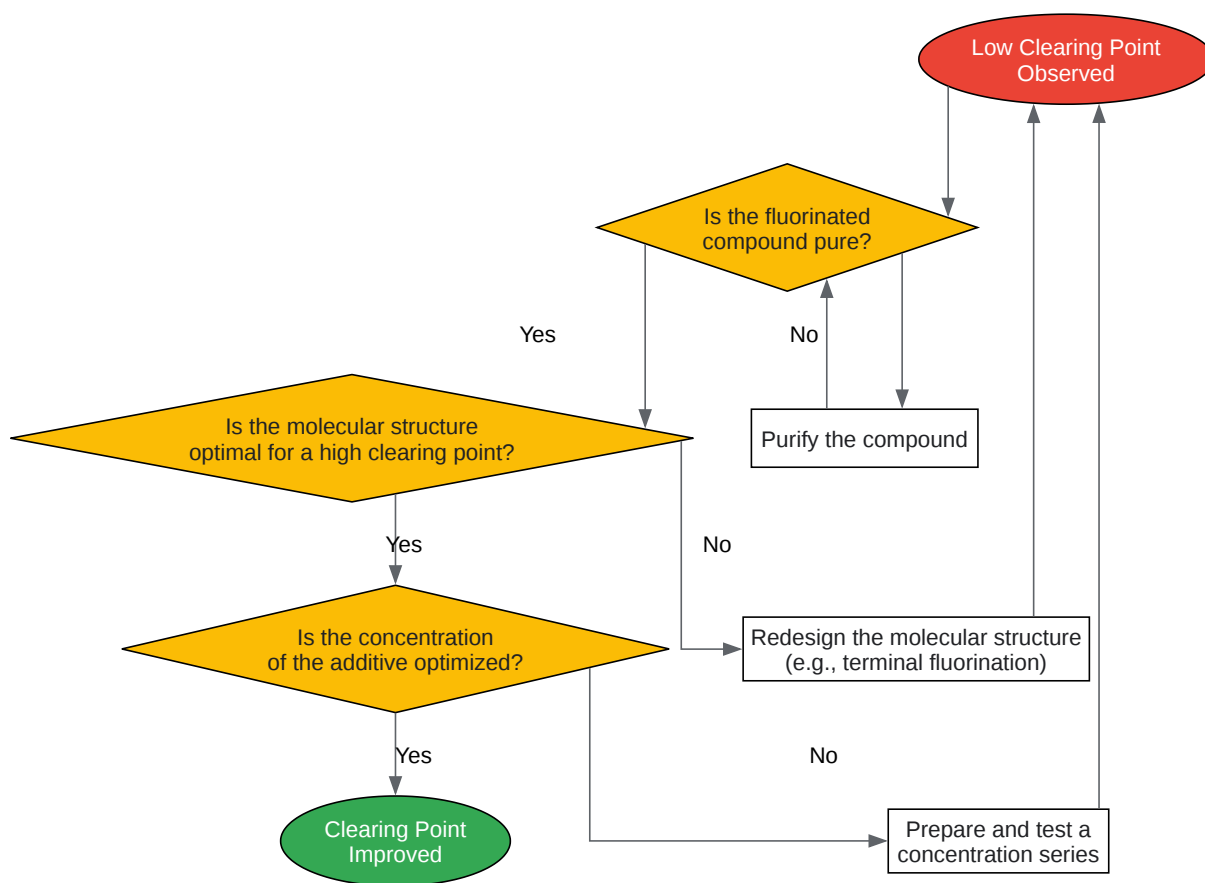 Low Clearing Point
Observed
Is the fluorinated
compound pure?
Yes
No
Is the molecular structure
optimal for a high clearing point?
Purify the compound
Yes
No
Is the concentration
of the additive optimized?
Redesign the molecular structure
(e.g., terminal fluorination)
Yes
No
Clearing Point
Improved
Prepare and test a
concentration series